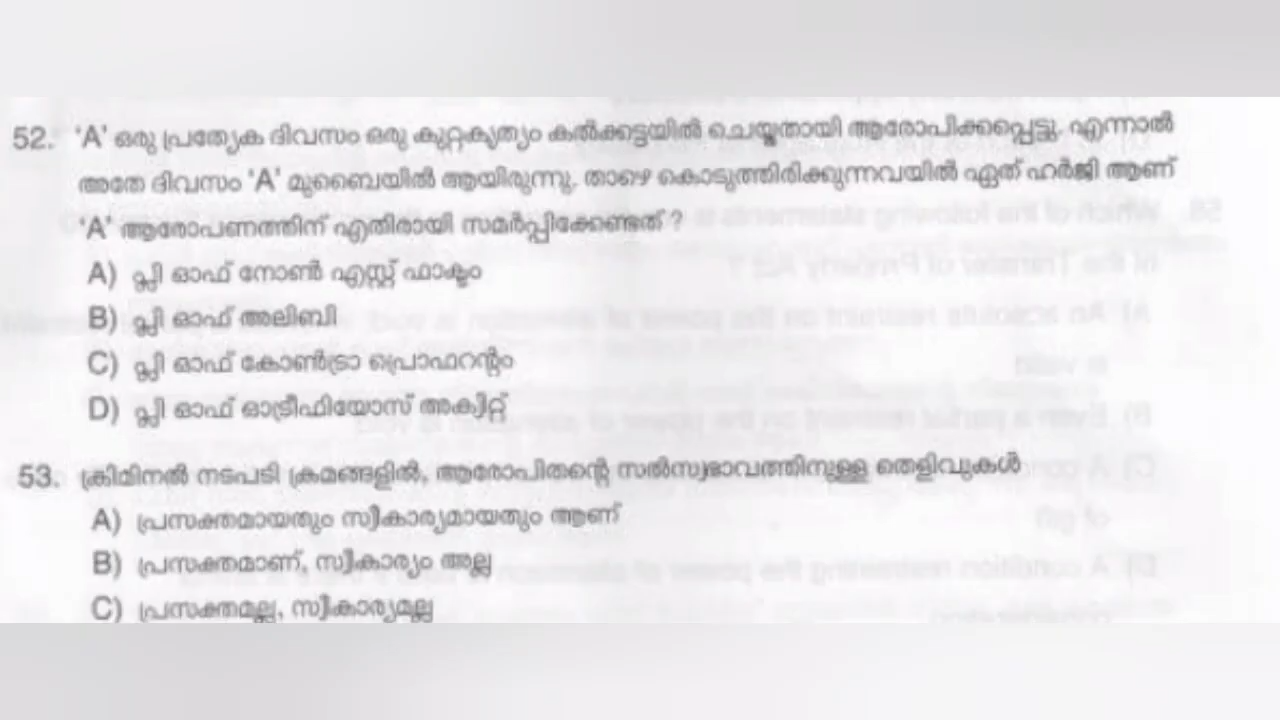 52. 'A' ഒരു പ്രത്യേക ദിവസം ഒരു കുറ്റകൃത്യം കൽക്കട്ടയിൽ ചെയ്തതായി ആരോപിക്കപ്പെട്ടു. എന്നാൽ
അതേ ദിവസം 'A' മുബൈയിൽ ആയിരുന്നു. താഴെ കൊടുത്തിരിക്കുന്നവയിൽ ഏത് ഹർജി ആണ്
'A' ആരോപണത്തിന് എതിരായി സമർപ്പിക്കേണ്ടത് ?
A) പ്ലി ഓഫ് നോൺ എസ്റ്റ് ഫാക്ടം
B) പ്ലി ഓഫ് അലിബി
C) പ്ലി ഓഫ് കോൺട്രാ പ്രൊഫറന്റം
D) പ്ലി ഓഫ് ഓട്രീഫിയോസ് അക്വിറ്റ്
53. ക്രിമിനൽ നടപടി ക്രമങ്ങളിൽ, ആരോപിതന്റെ സൽസ്വഭാവത്തിനുള്ള തെളിവുകൾ
A) പ്രസക്തമായതും സ്വീകാര്യമായതും ആണ്
B) പ്രസക്തമാണ്, സ്വീകാര്യം അല്ല
C) പ്രസക്തമല്ല, സ്വീകാര്യമല്ല